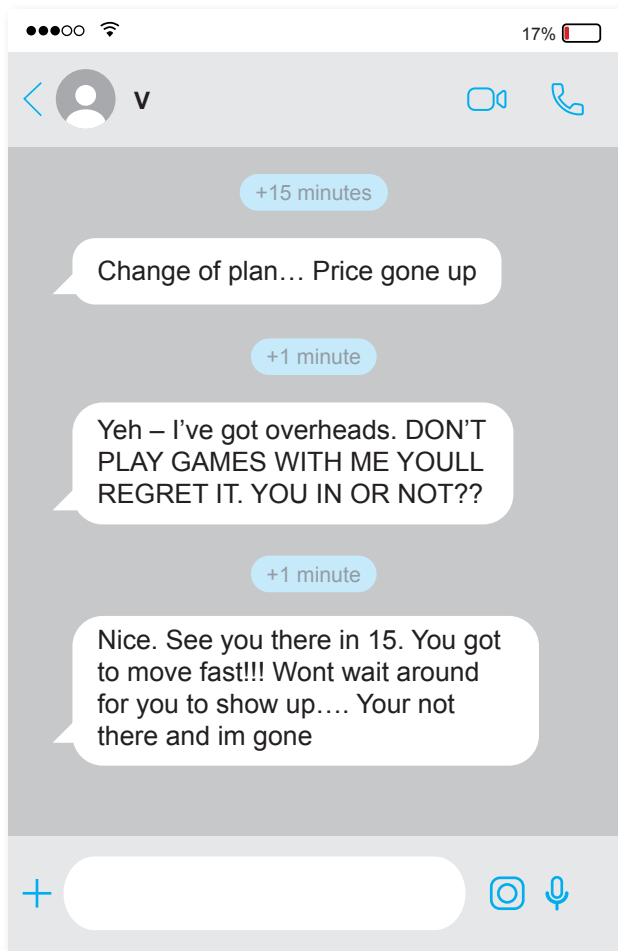 17%
v
+15 minutes
Change of plan… Price gone up
+1 minute
Yeh – I’ve got overheads. DON’T
PLAY GAMES WITH ME YOULL
REGRET IT. YOU IN OR NOT??
+1 minute
Nice. See you there in 15. You got
to move fast!!! Wont wait around
for you to show up…. Your not
there and im gone